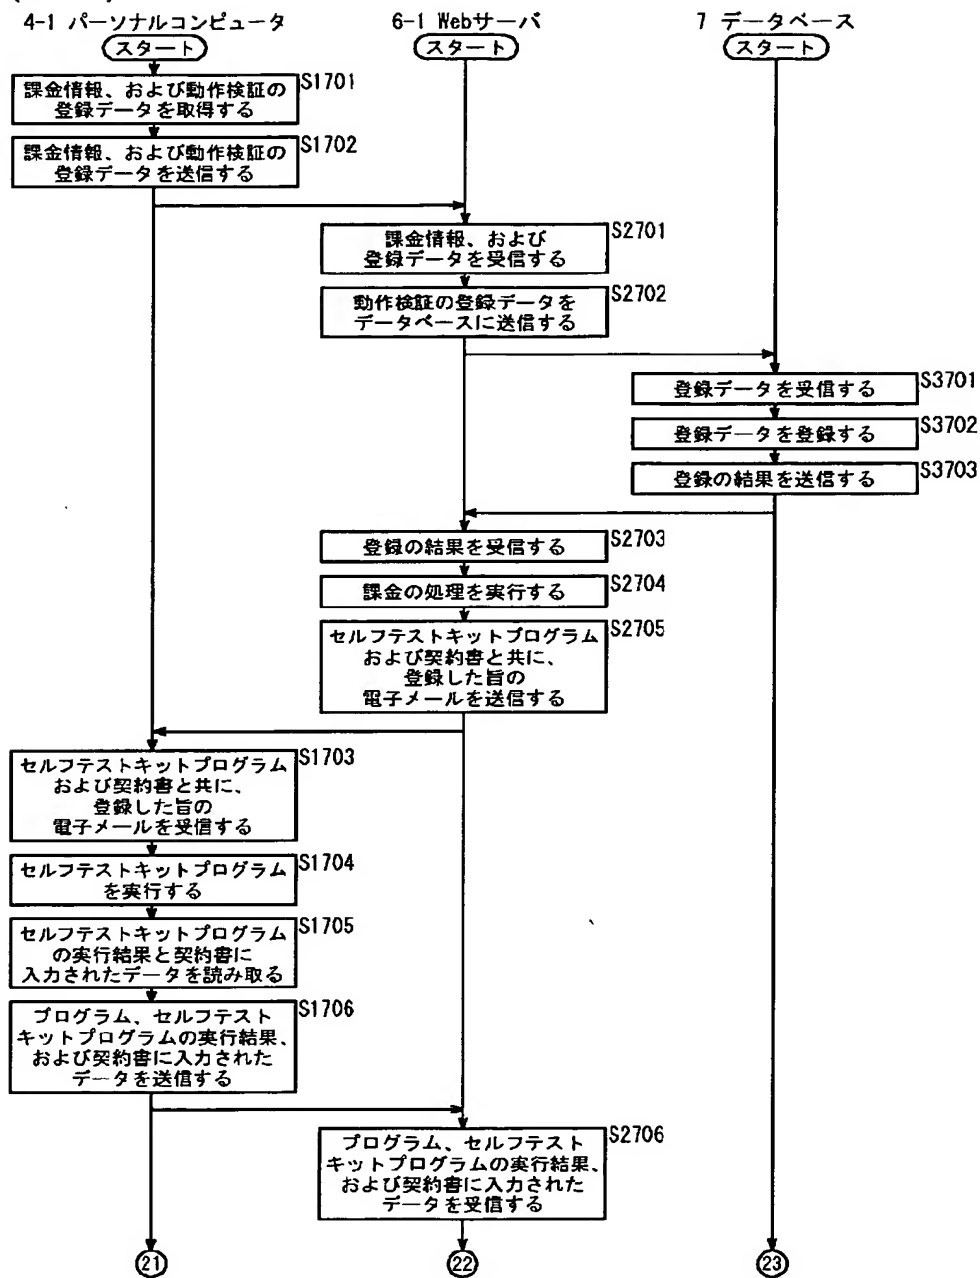 4-1 パーソナルコンピュータ
6-1 Webサーバ
7 データベース
スタート
スタート
スタート
S1701
課金情報、および動作検証の
登録データを取得する
S1702
課金情報、および動作検証の
登録データを送信する
S2701
課金情報、および
登録データを受信する
S2702
動作検証の登録データを
データベースに送信する
S3701
登録データを受信する
S3702
登録データを登録する
S3703
登録の結果を送信する
S2703
登録の結果を受信する
S2704
課金の処理を実行する
S2705
セルフテストキットプログラム
および契約書と共に、
登録した旨の
電子メールを送信する
S1703
セルフテストキットプログラム
および契約書と共に、
登録した旨の
電子メールを受信する
S1704
セルフテストキットプログラム
を実行する
S1705
セルフテストキットプログラム
の実行結果と契約書に
入力されたデータを読み取る
S1706
プログラム、セルフテスト
キットプログラムの実行結果、
および契約書に入力された
データを送信する
S2706
プログラム、セルフテスト
キットプログラムの実行結果、
および契約書に入力された
データを受信する
21
22
23